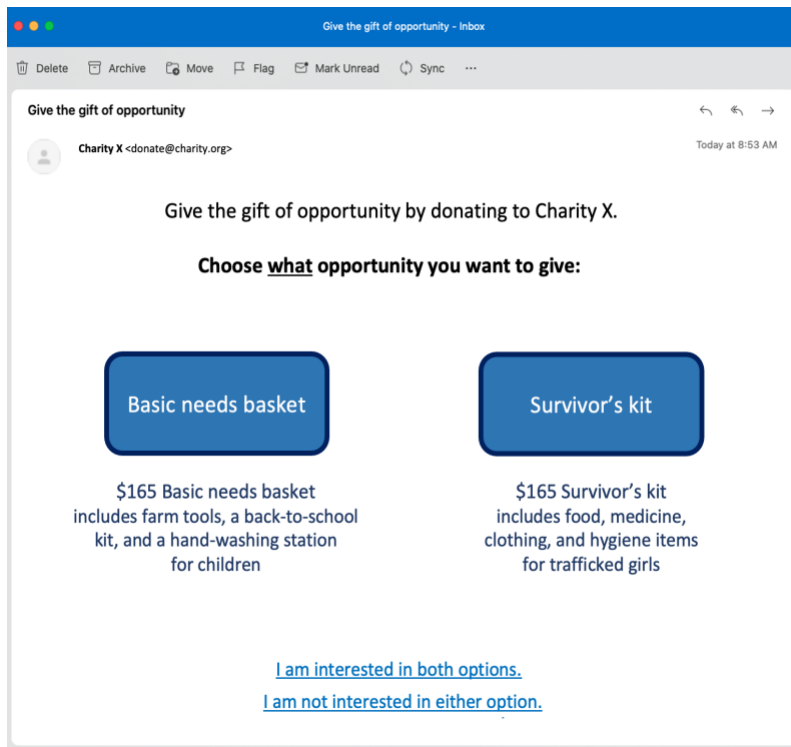 Give the gift of opportunity - Inbox
Delete Archive Move Flag Mark Unread Sync ...
Give the gift of opportunity
Charity X <donate@charity.org>
Today at 8:53 AM
Give the gift of opportunity by donating to Charity X.
Choose what opportunity you want to give:
Basic needs basket
$165 Basic needs basket
includes farm tools, a back-to-school
kit, and a hand-washing station
for children
Survivor’s kit
$165 Survivor’s kit
includes food, medicine,
clothing, and hygiene items
for trafficked girls
I am interested in both options.
I am not interested in either option.